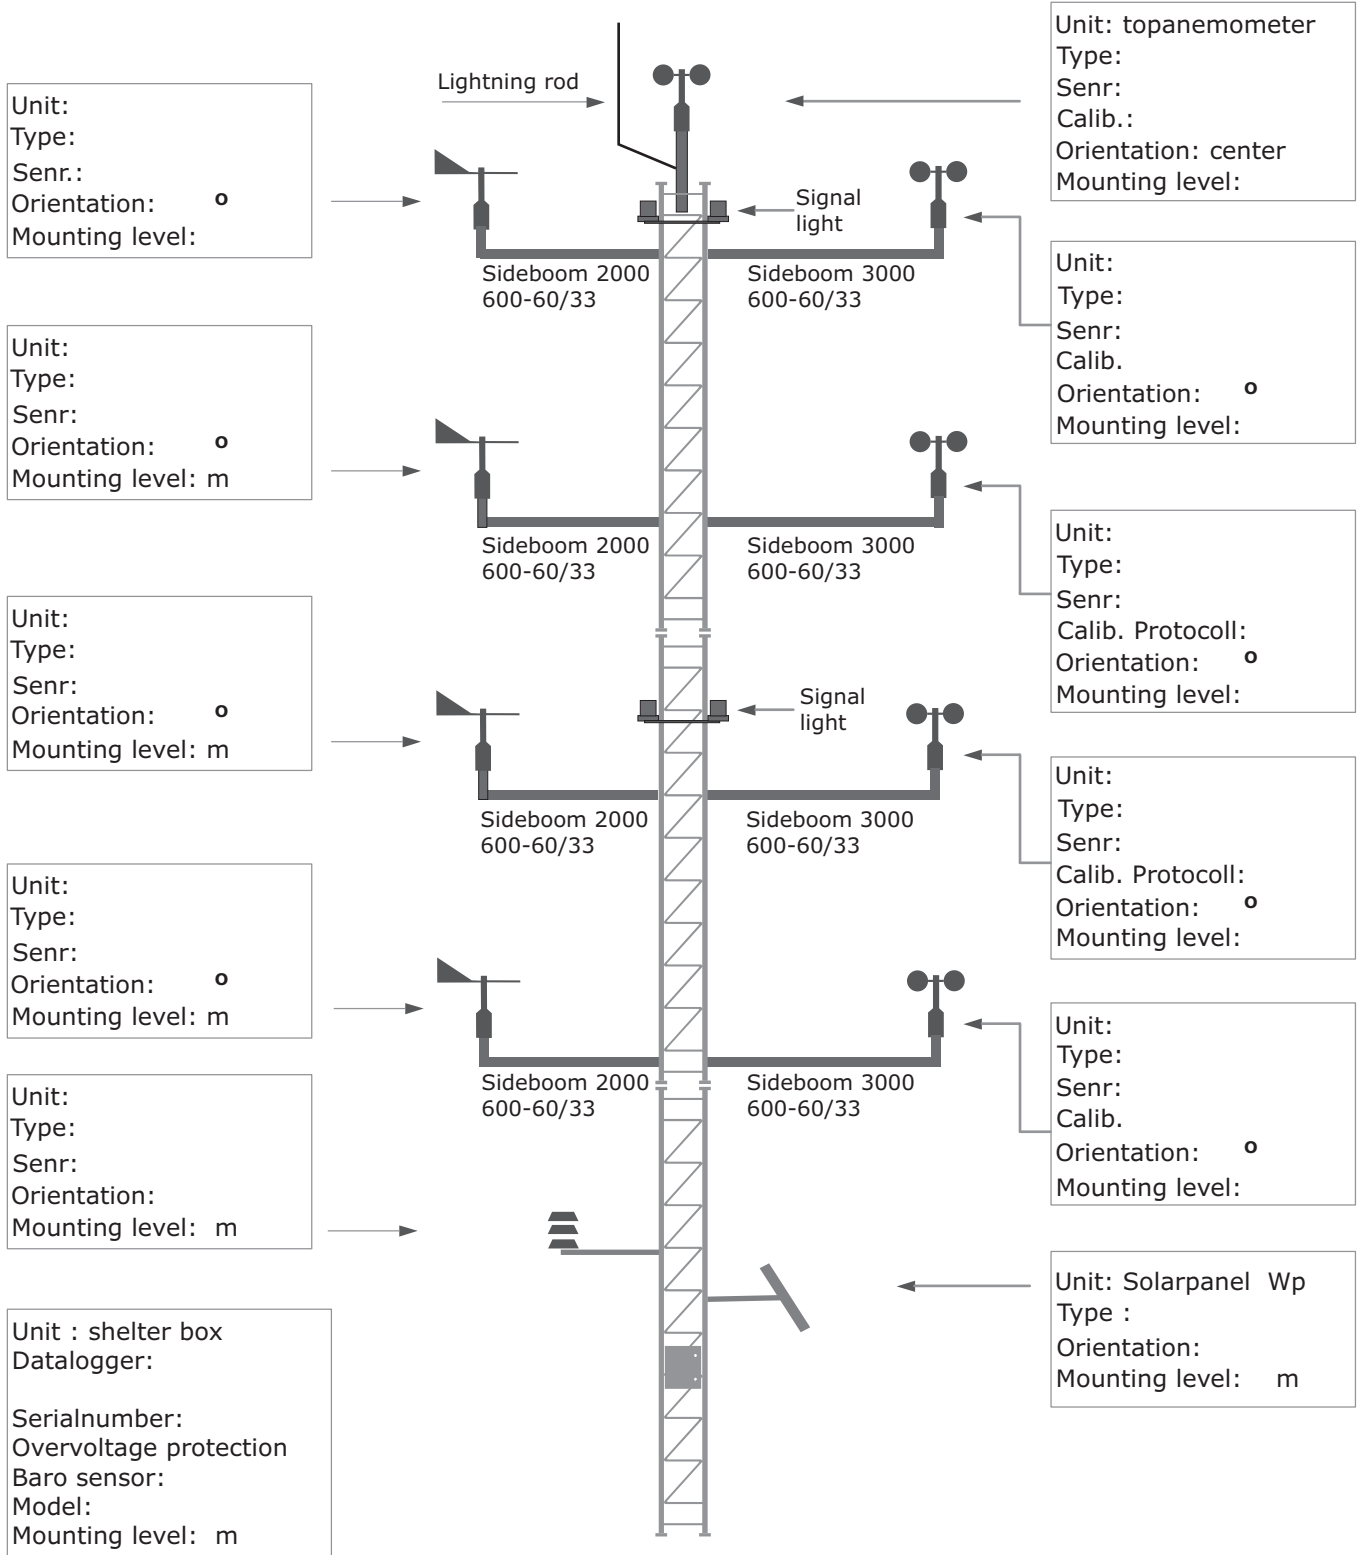 Unit: topanemometer
Type:
Senr:
Calib.:
Orientation: center
Mounting level:
Lightning rod
Unit:
Type:
Senr.:
Orientation: o
Mounting level:
Signal
light
Sideboom 2000
600-60/33
Sideboom 3000
600-60/33
Unit:
Type:
Senr:
Calib.
Orientation: o
Mounting level:
Unit:
Type:
Senr:
Orientation: o
Mounting level: m
Sideboom 2000
600-60/33
Sideboom 3000
600-60/33
Unit:
Type:
Senr:
Calib. Protocoll:
Orientation: o
Mounting level:
Unit:
Type:
Senr:
Orientation: o
Mounting level: m
Signal
light
Sideboom 2000
600-60/33
Sideboom 3000
600-60/33
Unit:
Type:
Senr:
Calib. Protocoll:
Orientation: o
Mounting level:
Unit:
Type:
Senr:
Orientation: o
Mounting level: m
Sideboom 2000
600-60/33
Sideboom 3000
600-60/33
Unit:
Type:
Senr:
Calib.
Orientation: o
Mounting level:
Unit:
Type:
Senr:
Orientation:
Mounting level: m
Unit: Solarpanel Wp
Type :
Orientation:
Mounting level: m
Unit : shelter box
Datalogger:
Serialnumber:
Overvoltage protection
Baro sensor:
Model:
Mounting level: m